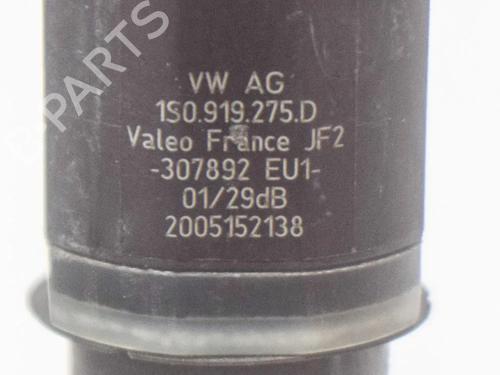 VW AG
1S0.919.275.D
Valeo France JF2
-307892 EU1-
01/29dB
2005152138